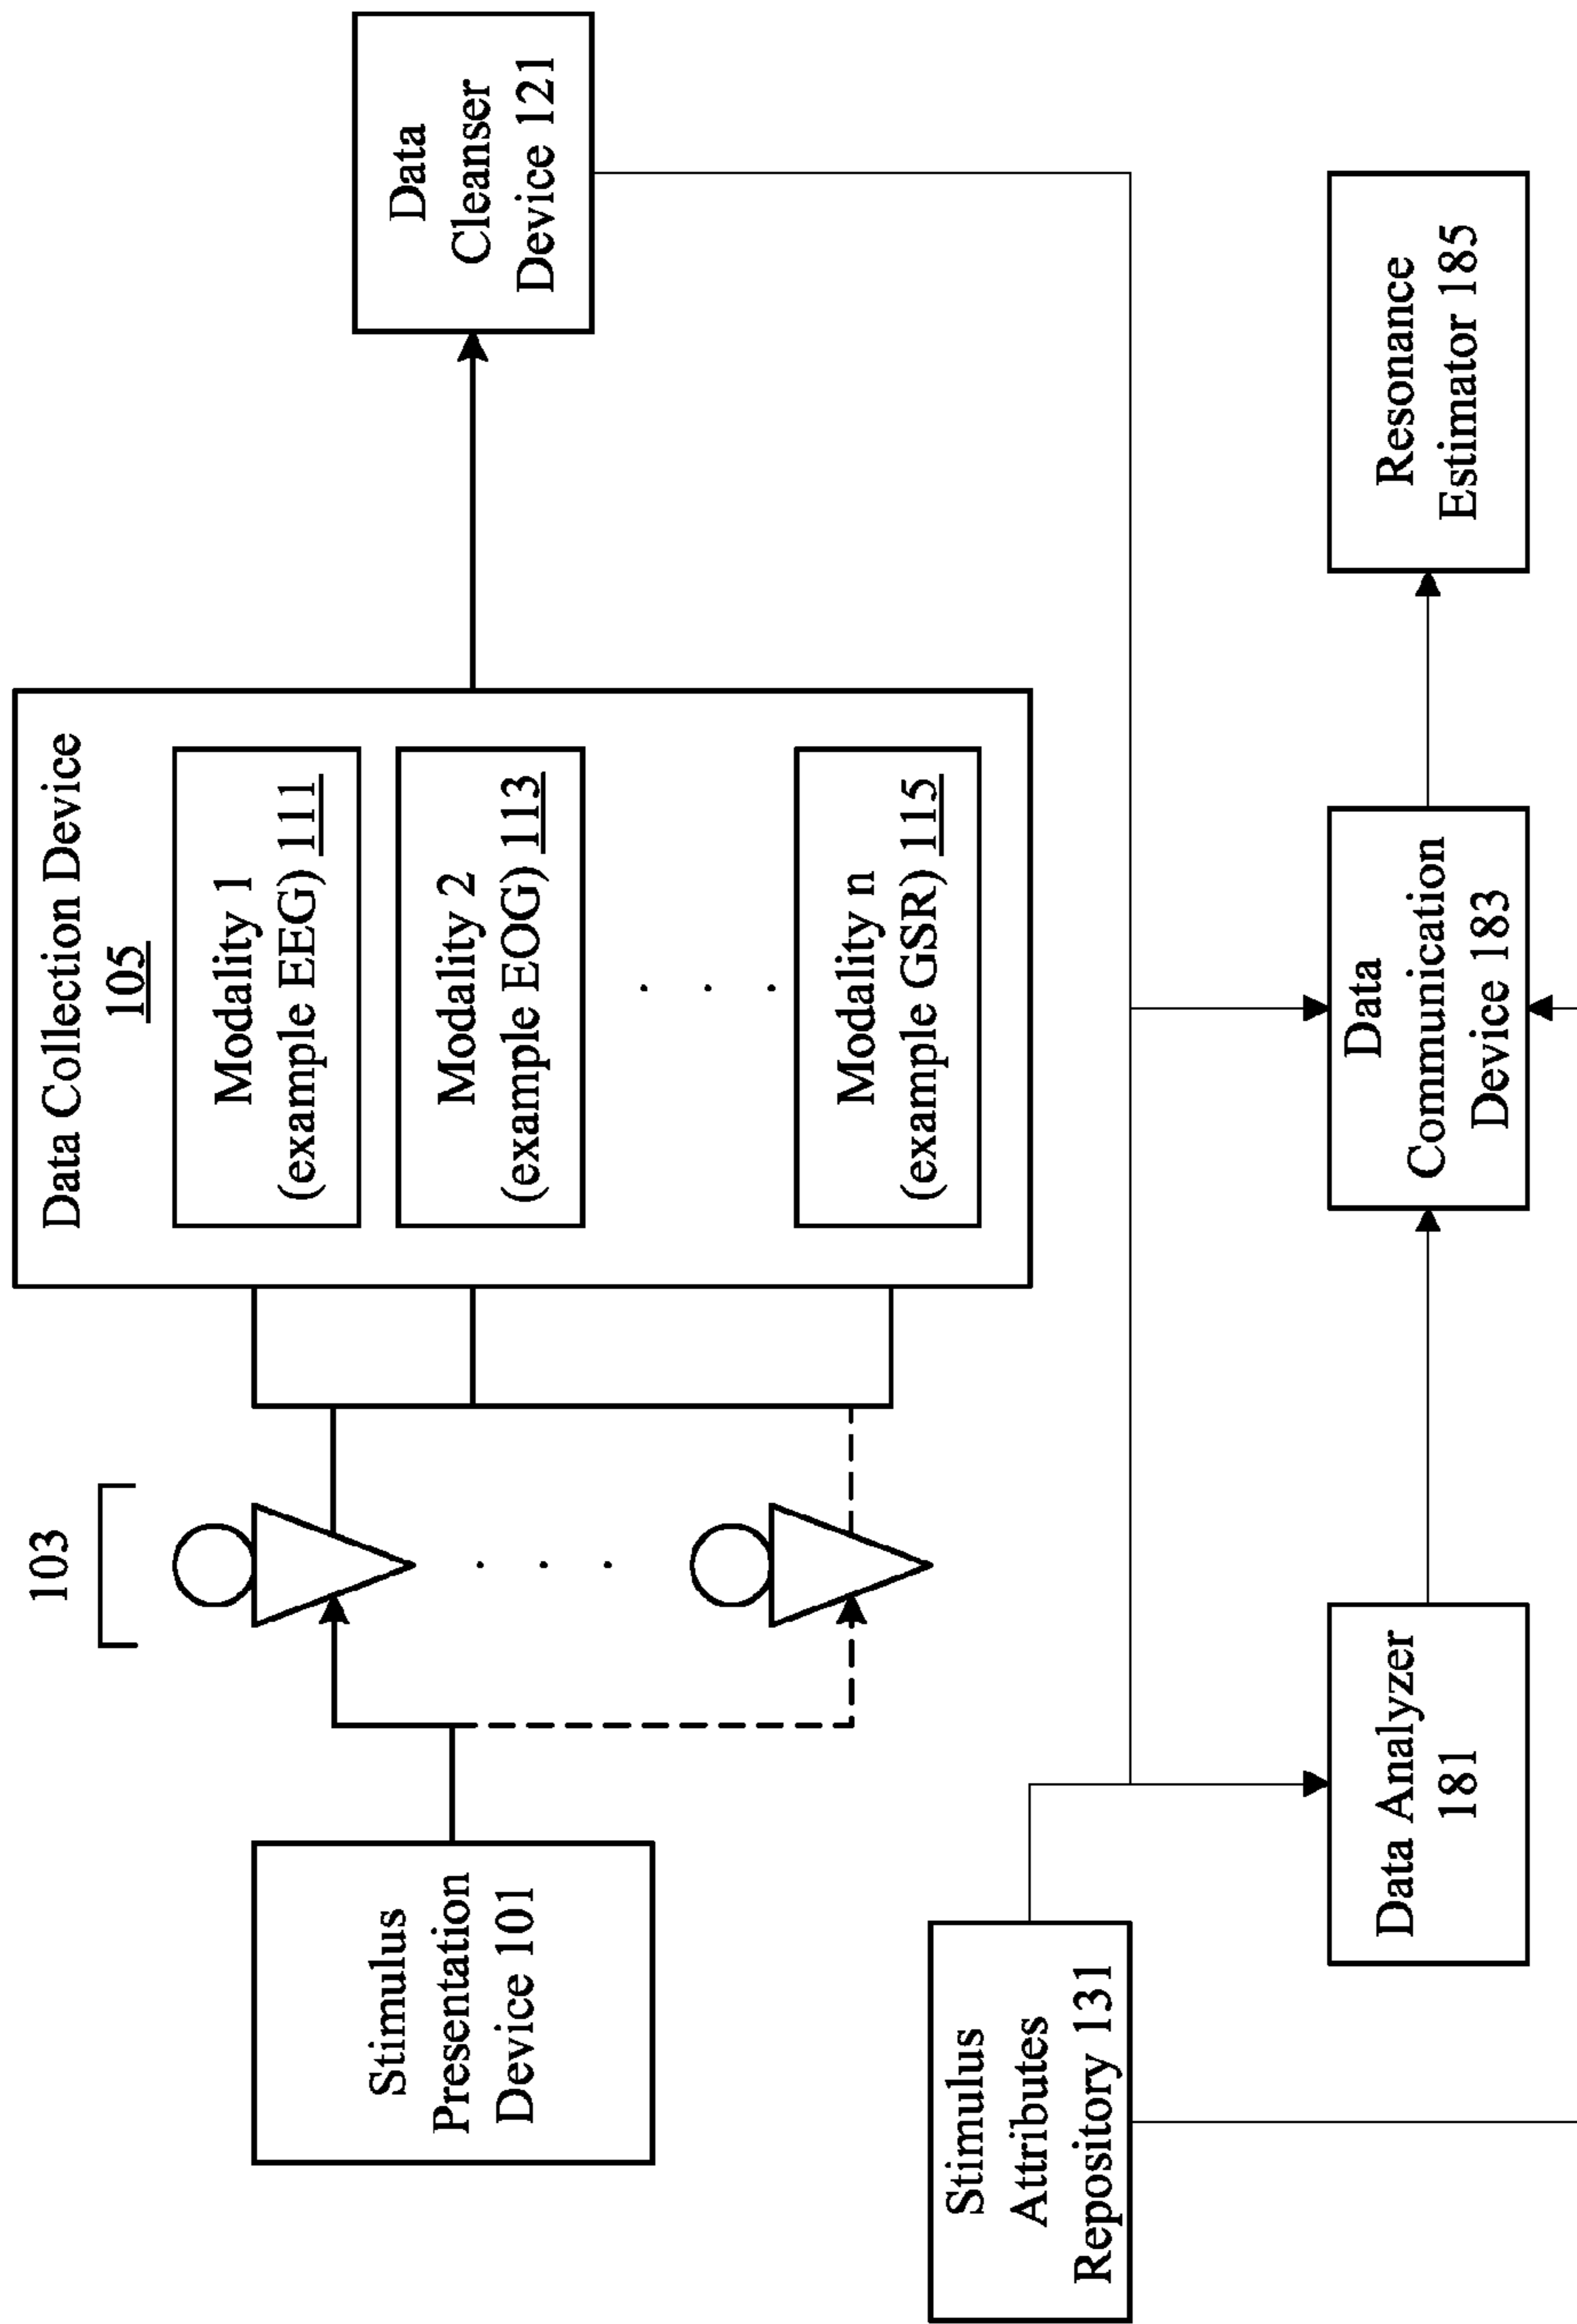 Stimulus
Presentation
Device 101
103
Data Collection Device
105
Modality 1
(example EEG) 111
Modality 2
(example EOG) 113
. . .
Modality n
(example GSR) 115
Data
Cleanser
Device 121
Stimulus
Attributes
Repository 131
Data Analyzer
181
Data
Communication
Device 183
Resonance
Estimator 185